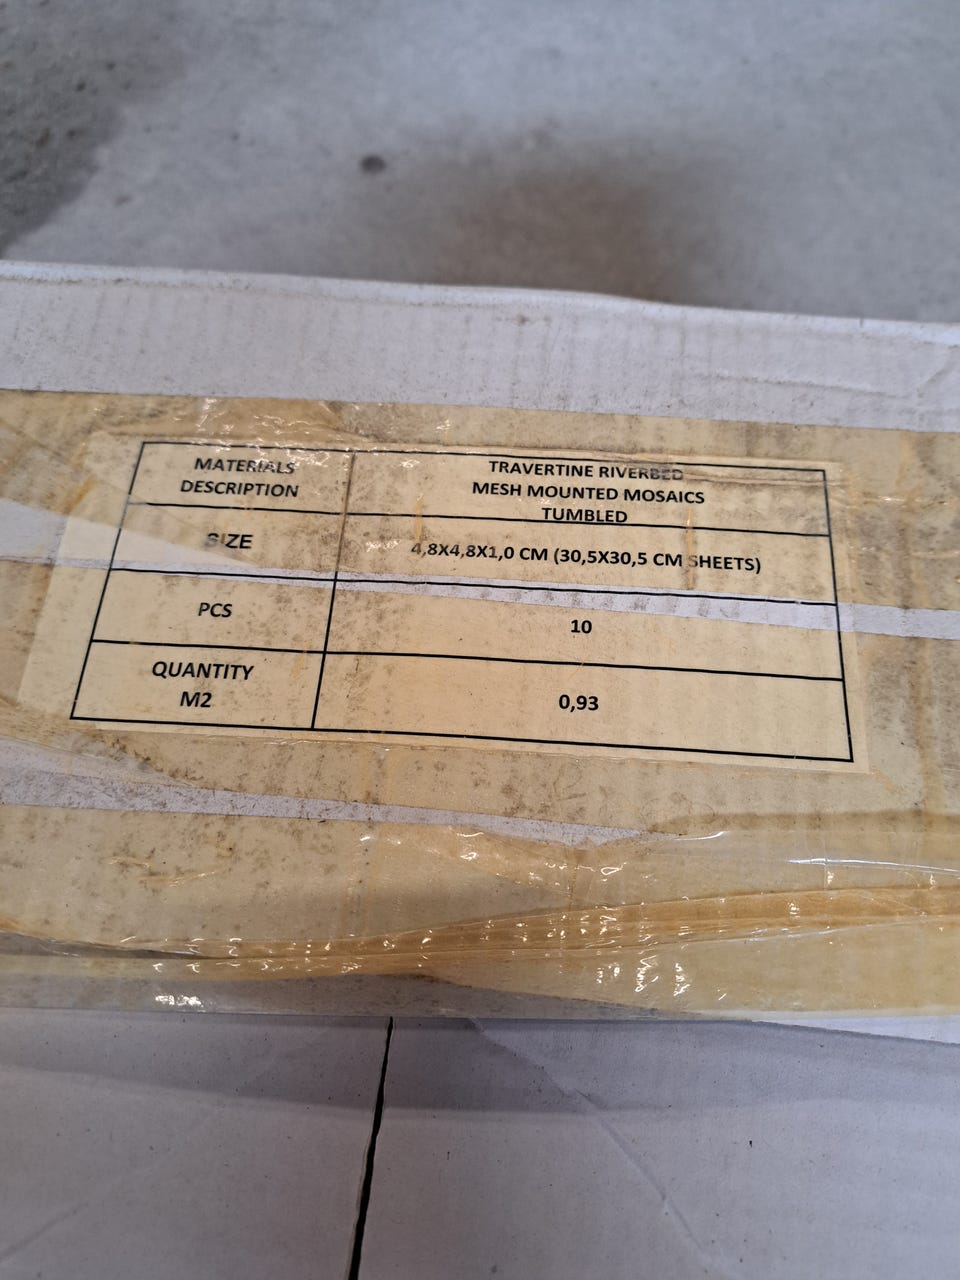 MATERIALS
DESCRIPTION
TRAVERTINE RIVERBED
MESH MOUNTED MOSAICS
TUMBLED
SIZE
4,8X4,8X1,0 CM (30,5X30,5 CM SHEETS)
PCS
10
QUANTITY
M2
0,93